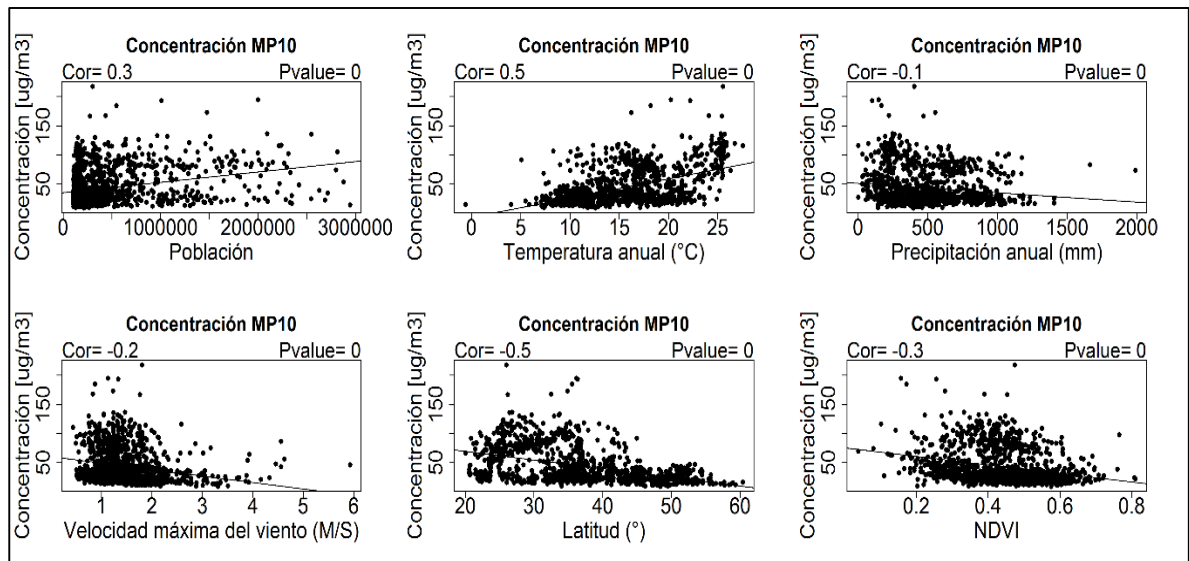 Concentración MP10
Cor= 0.3 Pvalue= 0
Concentración [ug/m3]
50 150
0 1000000 2000000 3000000
Población
Concentración MP10
Cor= 0.5 Pvalue= 0
Concentración [ug/m3]
50 150
0 5 10 15 20 25
Temperatura anual (°C)
Concentración MP10
Cor= -0.1 Pvalue= 0
Concentración [ug/m3]
50 150
0 500 1000 1500 2000
Precipitación anual (mm)
Concentración MP10
Cor= -0.2 Pvalue= 0
Concentración [ug/m3]
50 150
1 2 3 4 5 6
Velocidad máxima del viento (M/S)
Concentración MP10
Cor= -0.5 Pvalue= 0
Concentración [ug/m3]
50 150
20 30 40 50 60
Latitud (°)
Concentración MP10
Cor= -0.3 Pvalue= 0
Concentración [ug/m3]
50 150
0.2 0.4 0.6 0.8
NDVI